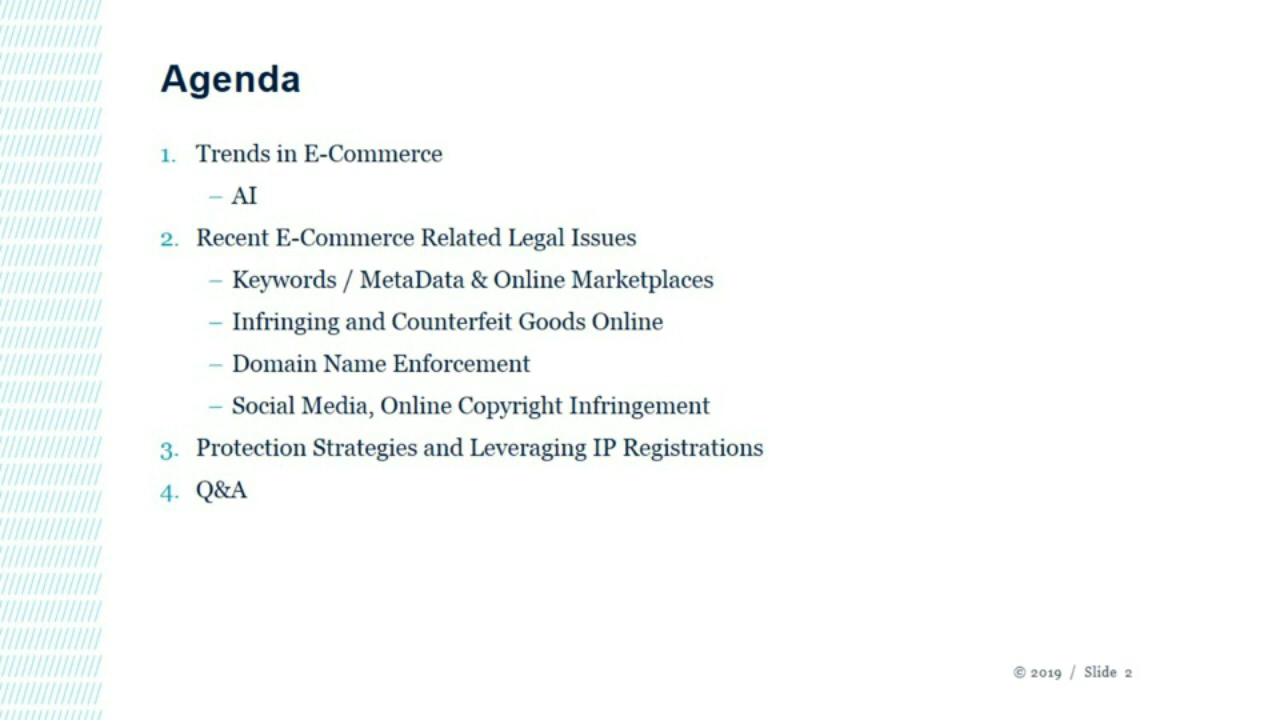 Agenda
1. Trends in E-Commerce
– AI
2. Recent E-Commerce Related Legal Issues
– Keywords / MetaData & Online Marketplaces
– Infringing and Counterfeit Goods Online
– Domain Name Enforcement
– Social Media, Online Copyright Infringement
3. Protection Strategies and Leveraging IP Registrations
4. Q&A
© 2019 / Slide 2